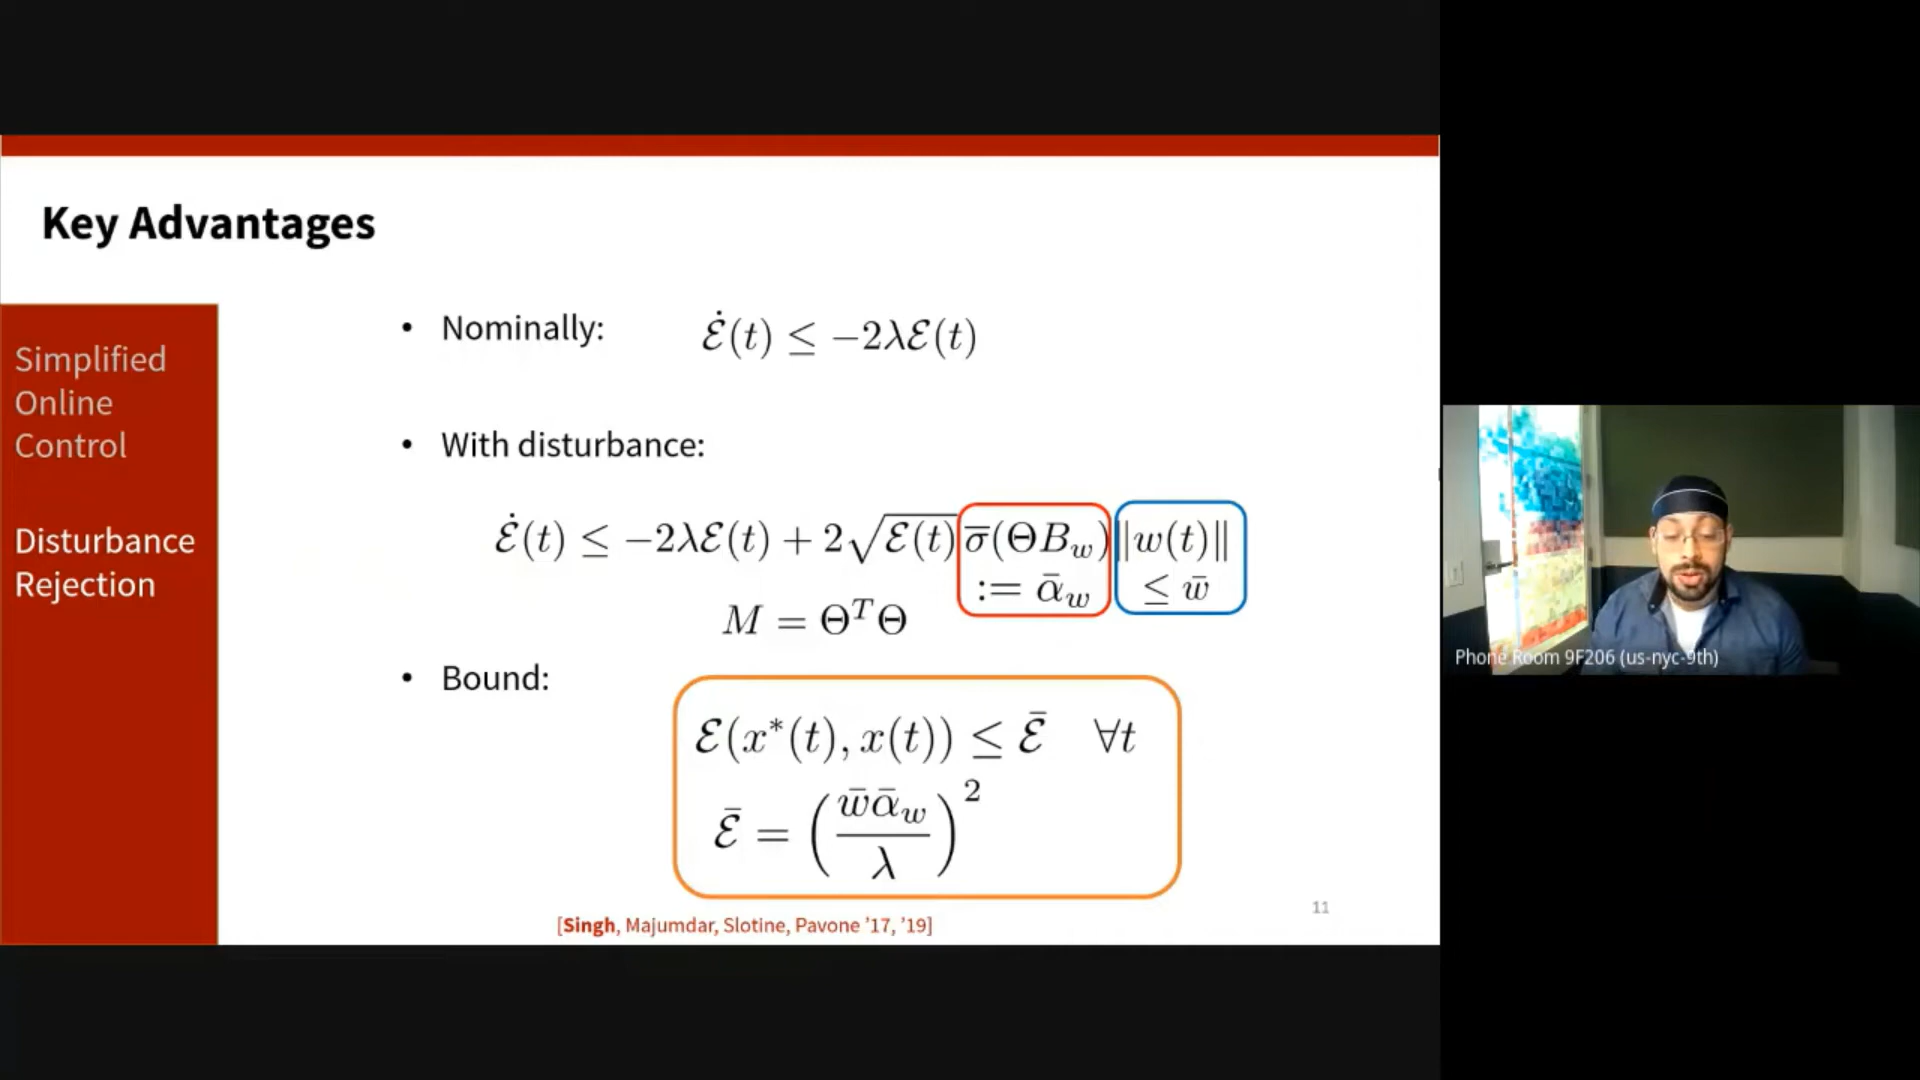 Key Advantages
Simplified
Online
Control
Disturbance
Rejection
• Nominally: ℰ̇(t) ≤ −2λℰ(t)
• With disturbance:
ℰ̇(t) ≤ −2λℰ(t) + 2√ℰ(t) σ̅(ΘB_w) ‖w(t)‖
:= ᾱ_w ≤ w̄
M = Θ^T Θ
• Bound:
ℰ(x*(t), x(t)) ≤ ℰ̄ ∀t
ℰ̄ = (w̄ᾱ_w / λ)^2
[Singh, Majumdar, Slotine, Pavone ’17, ’19]
11
Phone Room 9F206 (us-nyc-9th)